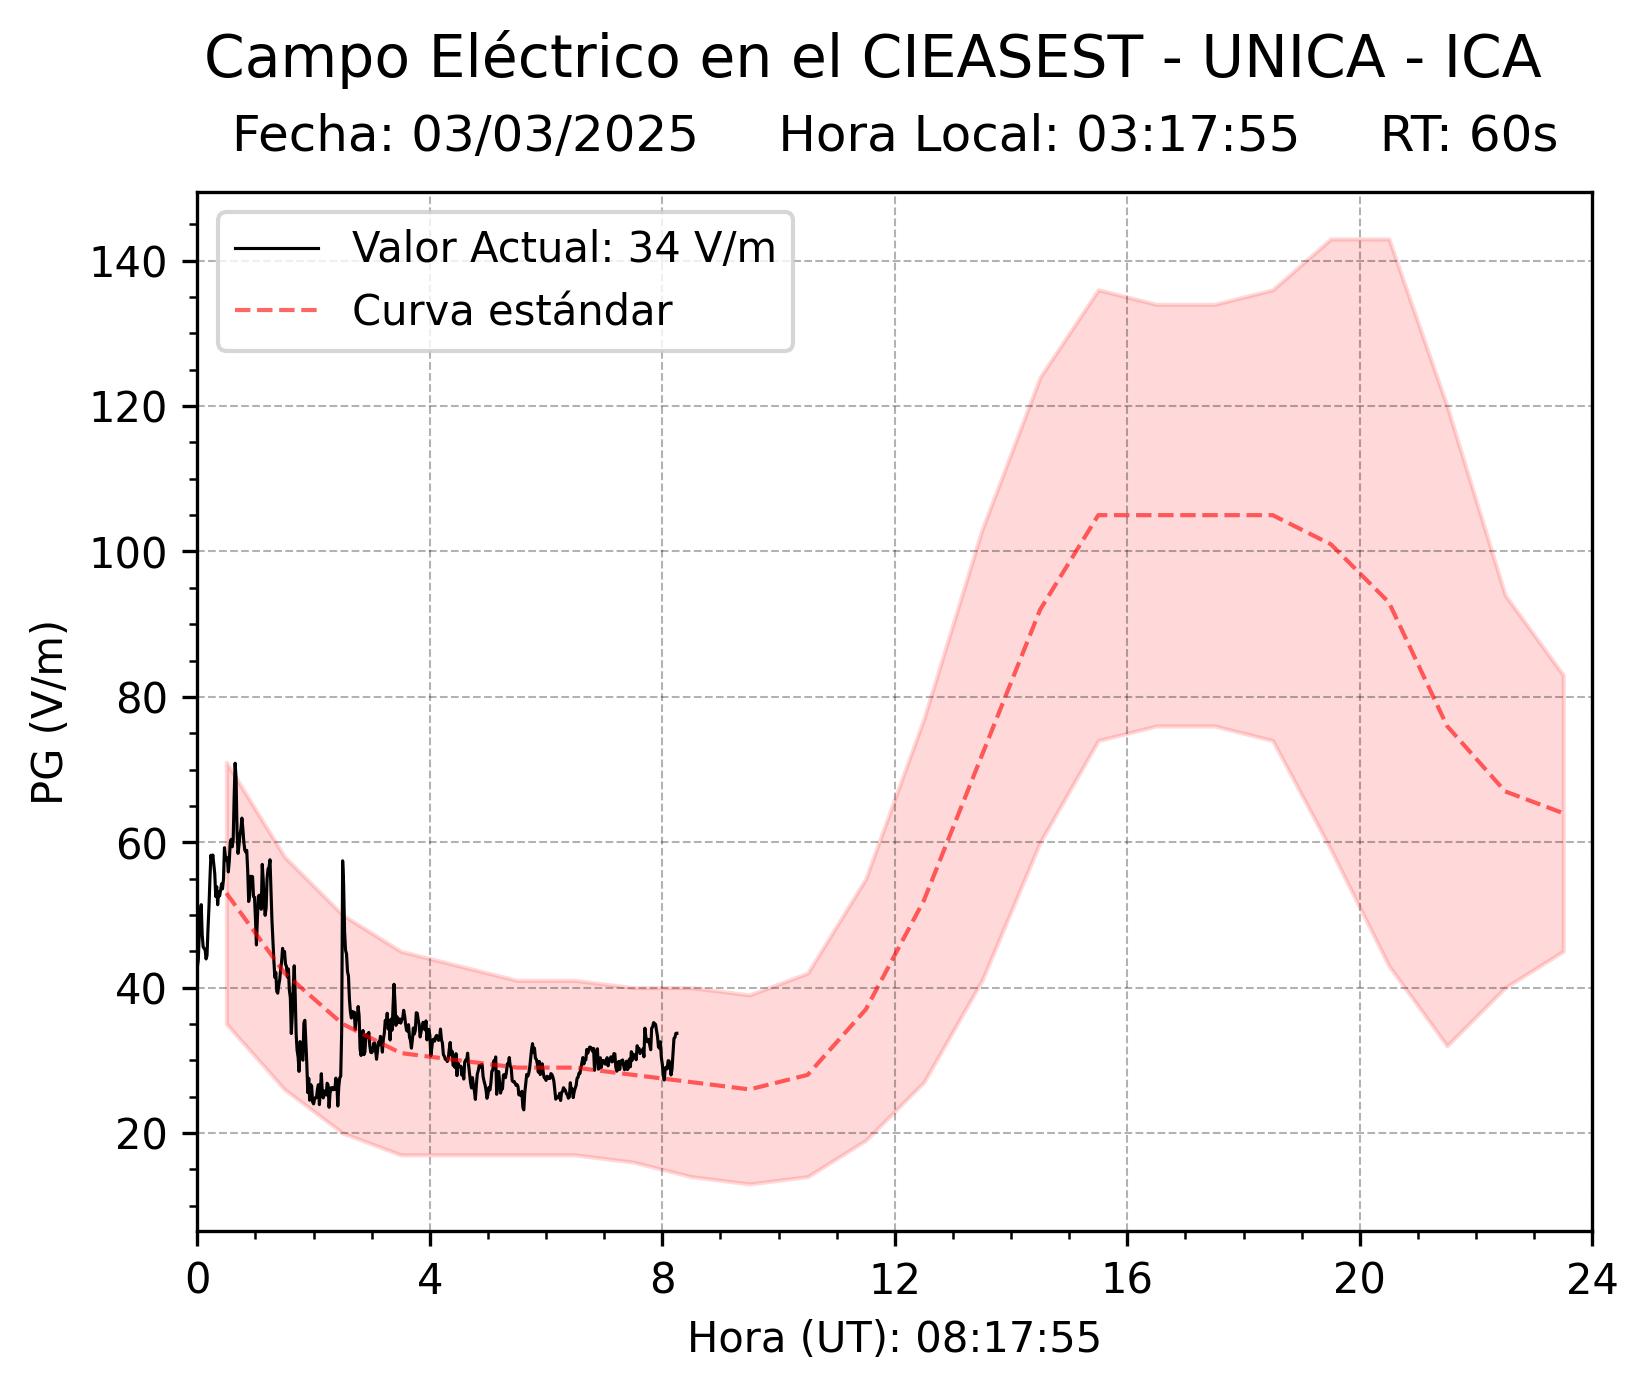 Campo Eléctrico en el CIEASEST - UNICA - ICA
Fecha: 03/03/2025 Hora Local: 03:17:55 RT: 60s
Valor Actual: 34 V/m
Curva estándar
140
120
100
80
60
40
20
PG (V/m)
0 4 8 12 16 20 24
Hora (UT): 08:17:55